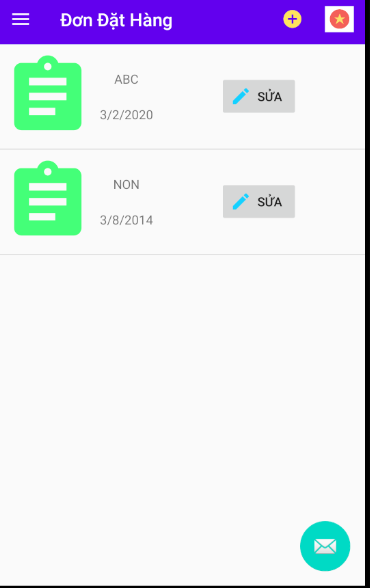 Đơn Đặt Hàng
ABC
SỬA
3/2/2020
NON
SỬA
3/8/2014